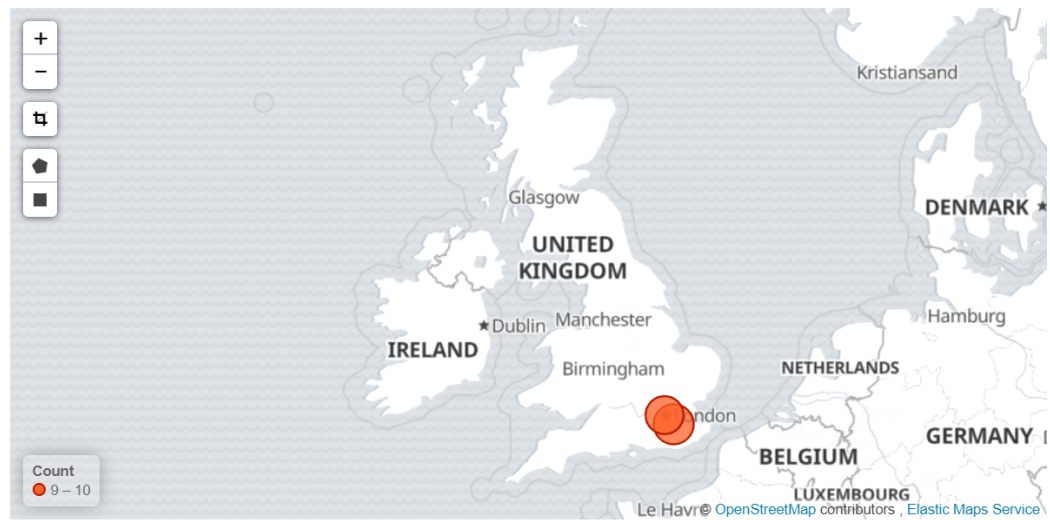 +
−
Kristiansand
DENMARK
Glasgow
UNITED
KINGDOM
Hamburg
Dublin
Manchester
IRELAND
Birmingham
NETHERLANDS
ndon
GERMANY
BELGIUM
Count
9 – 10
LUXEMBOURG
Le Havr
© OpenStreetMap contributors , Elastic Maps Service